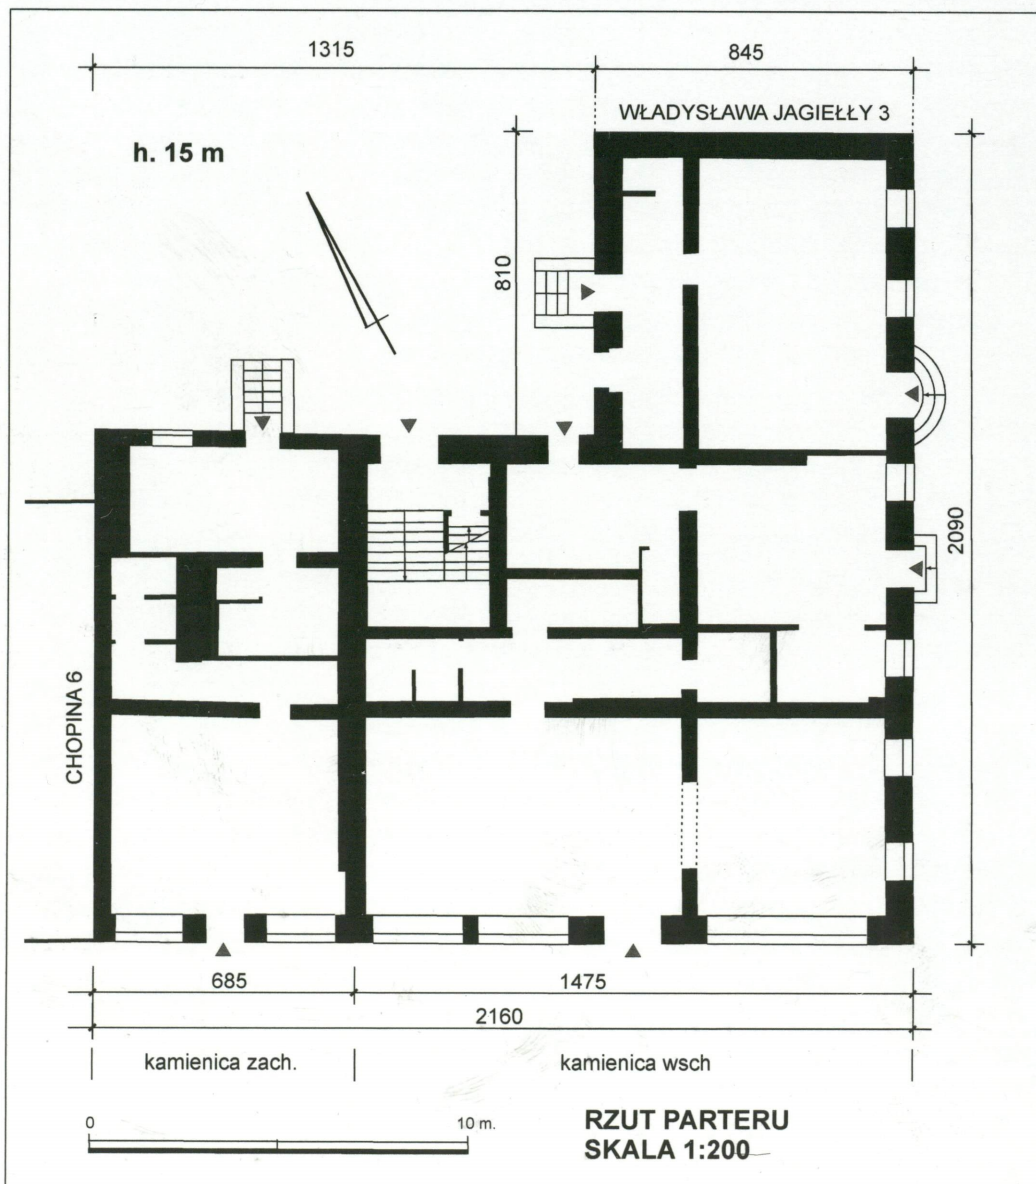 1315
845
WŁADYSŁAWA JAGIEŁŁY 3
h. 15 m
810
2090
CHOPINA 6
685
1475
2160
kamienica zach.
kamienica wsch
0
10 m.
RZUT PARTERU
SKALA 1:200